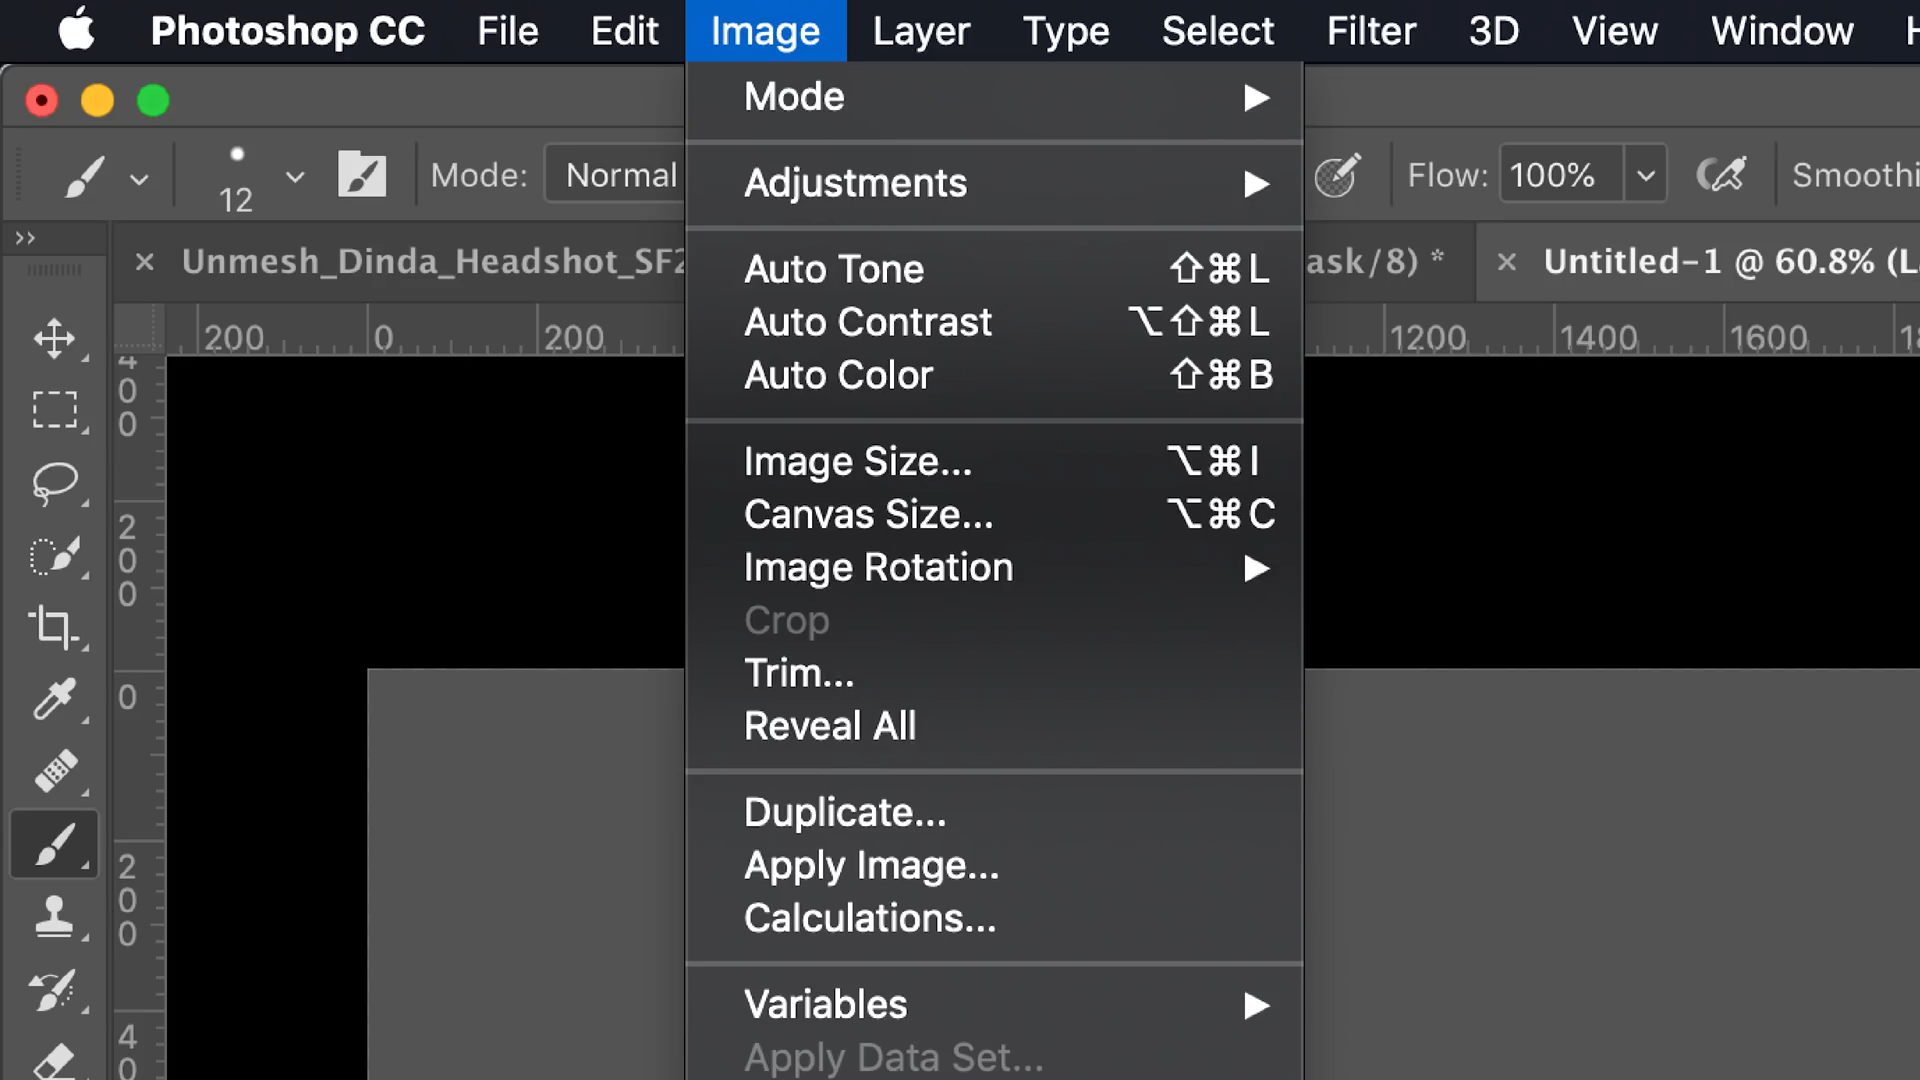 Photoshop CC File Edit Image Layer Type Select Filter 3D View Window
Mode
12 Mode: Normal Flow: 100%
Adjustments
Unmesh_Dinda_Headshot_SF2 ask/8) * Untitled-1 @ 60.8% (L
Auto Tone ⇧⌘L
Auto Contrast ⌥⇧⌘L
Auto Color ⇧⌘B
200 0 200 1200 1400 1600
Image Size... ⌥⌘I
Canvas Size... ⌥⌘C
Image Rotation
Crop
Trim...
Reveal All
Duplicate...
Apply Image...
Calculations...
Variables
Apply Data Set...
400
200
0
200
40